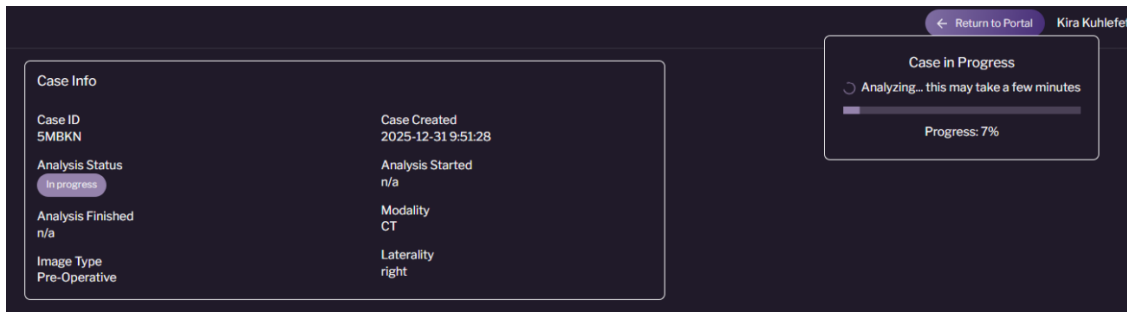 ← Return to Portal
Case in Progress
Analyzing... this may take a few minutes
Progress: 7%
Case Info
Case ID
5MBKN
Case Created
2025-12-31 9:51:28
Analysis Status
In progress
Analysis Started
n/a
Analysis Finished
n/a
Modality
CT
Image Type
Pre-Operative
Laterality
right